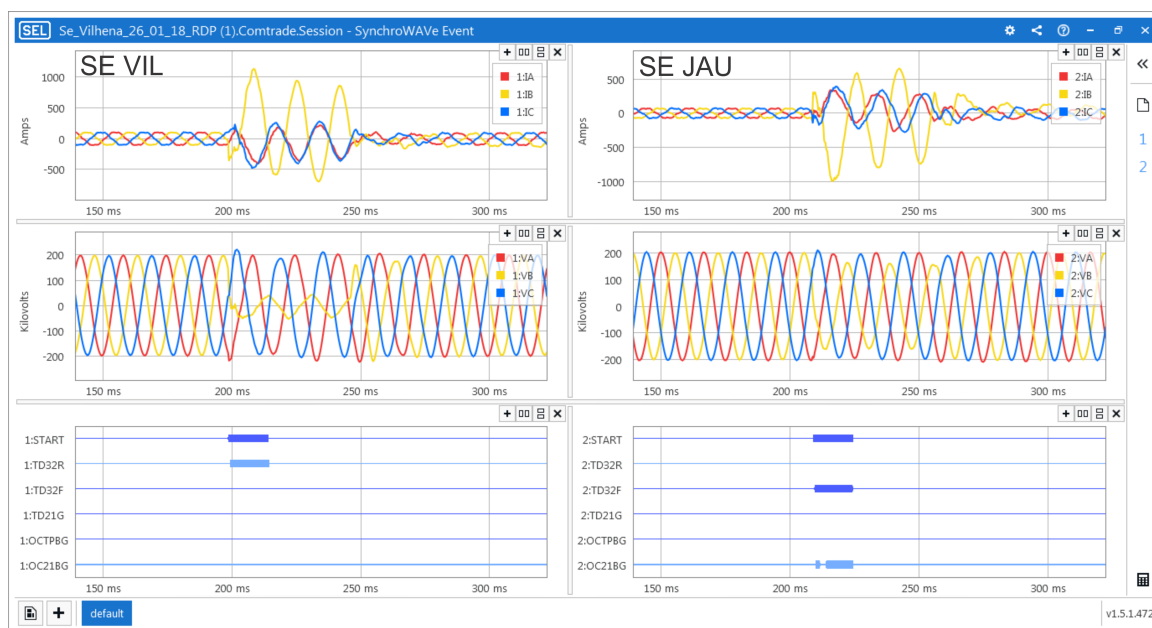 SEL Se_Vilhena_26_01_18_RDP (1).Comtrade.Session - SynchroWAVe Event
SE VIL
1:IA
1:IB
1:IC
1000
500
0
-500
Amps
150 ms 200 ms 250 ms 300 ms
SE JAU
2:IA
2:IB
2:IC
500
0
-500
-1000
Amps
150 ms 200 ms 250 ms 300 ms
1:VA
1:VB
1:VC
200
100
0
-100
-200
Kilovolts
150 ms 200 ms 250 ms 300 ms
2:VA
2:VB
2:VC
200
100
0
-100
-200
Kilovolts
150 ms 200 ms 250 ms 300 ms
1:START
1:TD32R
1:TD32F
1:TD21G
1:OCTPBG
1:OC21BG
150 ms 200 ms 250 ms 300 ms
2:START
2:TD32R
2:TD32F
2:TD21G
2:OCTPBG
2:OC21BG
150 ms 200 ms 250 ms 300 ms
1
2
default
v1.5.1.472